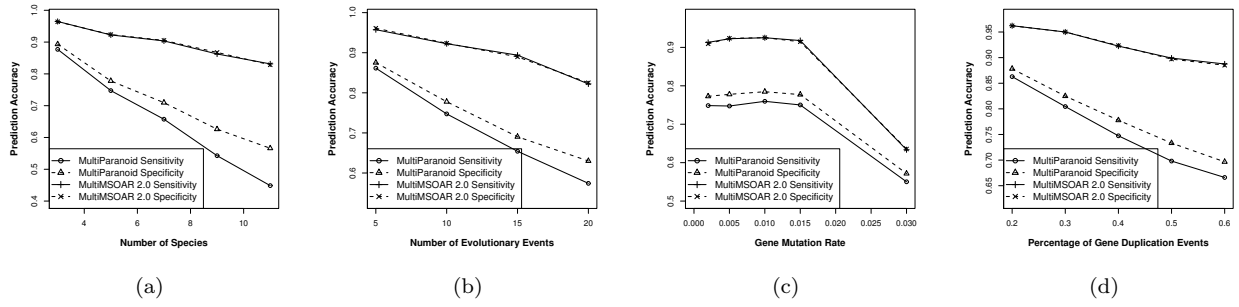 Prediction Accuracy
1.0
0.9
0.8
0.7
0.6
0.5
0.4
MultiParanoid Sensitivity
MultiParanoid Specificity
MultiMSOAR 2.0 Sensitivity
MultiMSOAR 2.0 Specificity
4 6 8 10
Number of Species
(a)
Prediction Accuracy
1.0
0.9
0.8
0.7
0.6
MultiParanoid Sensitivity
MultiParanoid Specificity
MultiMSOAR 2.0 Sensitivity
MultiMSOAR 2.0 Specificity
5 10 15 20
Number of Evolutionary Events
(b)
Prediction Accuracy
0.9
0.8
0.7
0.6
0.5
MultiParanoid Sensitivity
MultiParanoid Specificity
MultiMSOAR 2.0 Sensitivity
MultiMSOAR 2.0 Specificity
0.000 0.005 0.010 0.015 0.020 0.025 0.030
Gene Mutation Rate
(c)
Prediction Accuracy
0.95
0.90
0.85
0.80
0.75
0.70
0.65
MultiParanoid Sensitivity
MultiParanoid Specificity
MultiMSOAR 2.0 Sensitivity
MultiMSOAR 2.0 Specificity
0.2 0.3 0.4 0.5 0.6
Percentage of Gene Duplication Events
(d)